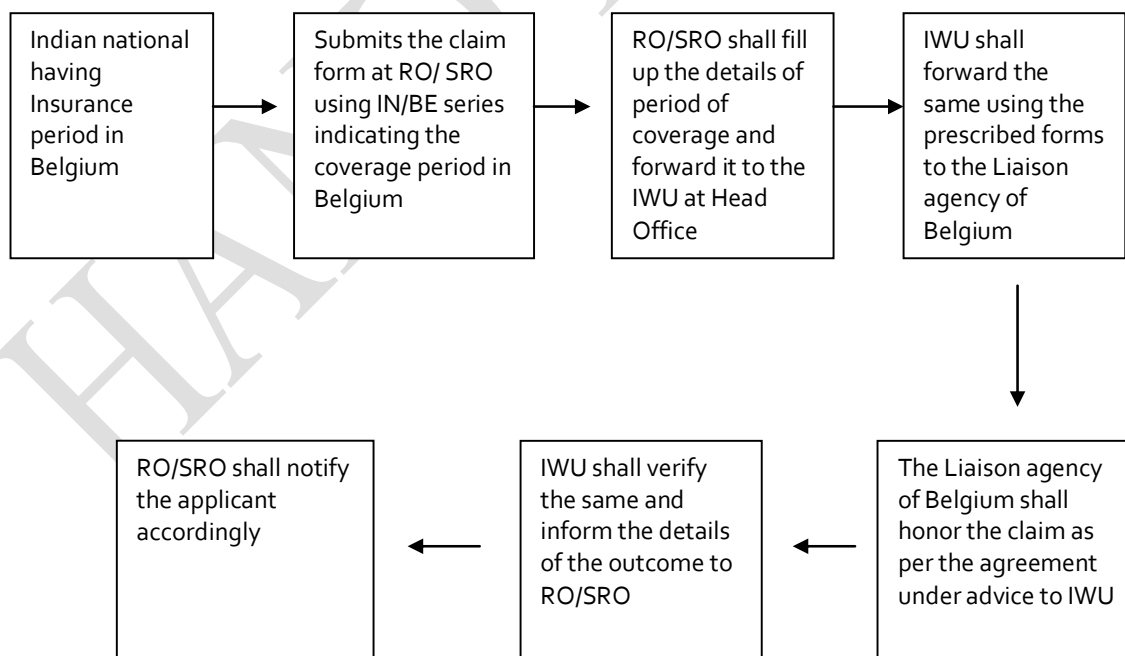 Indian national
having
Insurance
period in
Belgium
Submits the claim
form at RO/ SRO
using IN/BE series
indicating the
coverage period in
Belgium
RO/SRO shall fill
up the details of
period of
coverage and
forward it to the
IWU at Head
Office
IWU shall
forward the
same using the
prescribed forms
to the Liaison
agency of
Belgium
The Liaison agency
of Belgium shall
honor the claim as
per the agreement
under advice to IWU
IWU shall verify
the same and
inform the details
of the outcome to
RO/SRO
RO/SRO shall notify
the applicant
accordingly